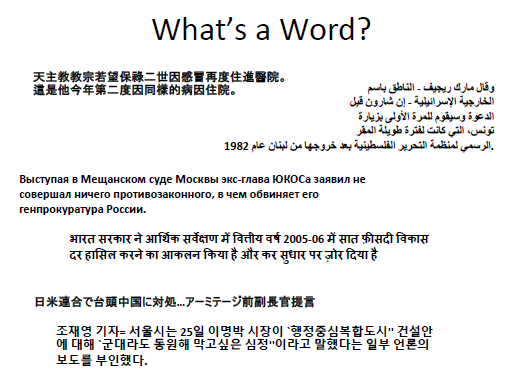 What's a Word?
天主教教宗若望保祿二世因感冒再度住進醫院。
這是他今年第二度因同樣的病因住院。
وقال مارك ريجيف - الناطق باسم
الخارجية الإسرائيلية - إن شارون قبل
الدعوة وسيقوم للمرة الأولى بزيارة
تونس، التي كانت لفترة طويلة المقر
الرسمي لمنظمة التحرير الفلسطينية بعد خروجها من لبنان عام 1982.
Выступая в Мещанском суде Москвы экс-глава ЮКОСа заявил не
совершал ничего противозаконного, в чем обвиняет его
генпрокуратура России.
भारत सरकार ने आर्थिक सर्वेक्षण में वित्तीय वर्ष 2005-06 में सात फ़ीसदी विकास
दर हासिल करने का आकलन किया है और कर सुधार पर ज़ोर दिया है
日米連合で台頭中国に対処…アーミテージ前副長官提言
조재영 기자= 서울시는 25일 이명박 시장이 `행정중심복합도시'' 건설안
에 대해 `군대라도 동원해 막고싶은 심정''이라고 말했다는 일부 언론의
보도를 부인했다.